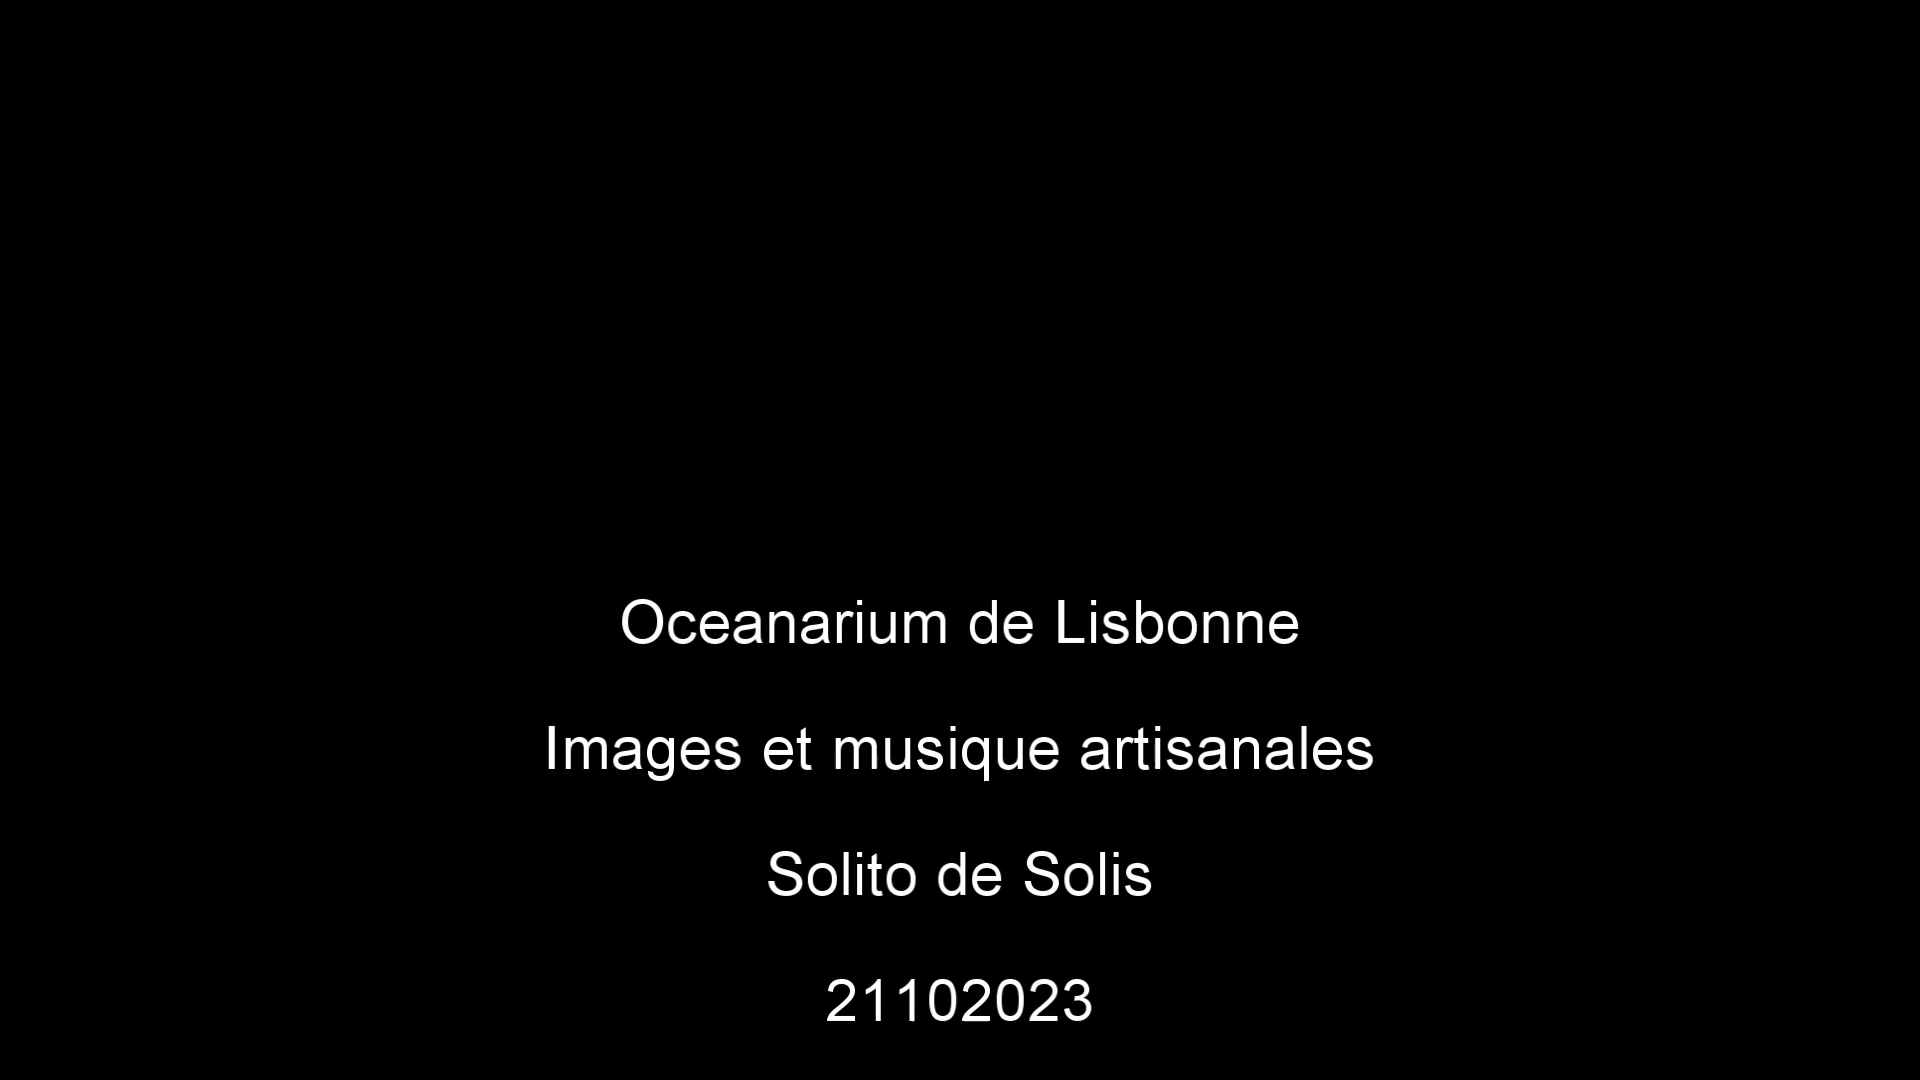 Oceanarium de Lisbonne
Images et musique artisanales
Solito de Solis
21102023